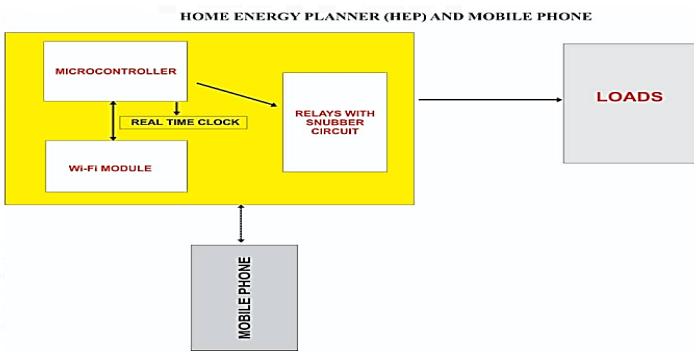 HOME ENERGY PLANNER (HEP) AND MOBILE PHONE
MICROCONTROLLER
LOADS
RELAYS WITH
SNUBBER
CIRCUIT
REAL TIME CLOCK
Wi-Fi MODULE
MOBILE PHONE